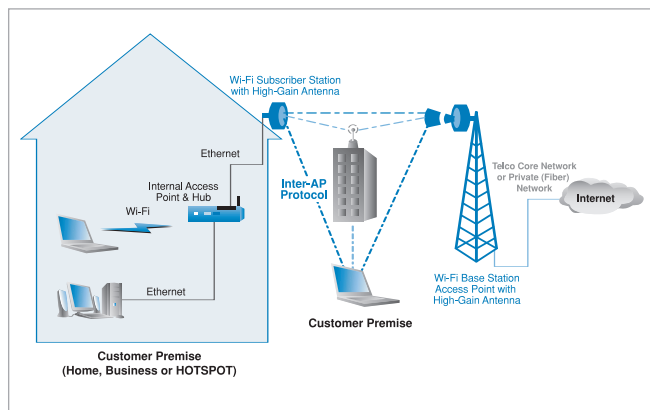 Wi-Fi Subscriber Station
with High-Gain Antenna
Ethernet
Internal Access
Point & Hub
Wi-Fi
Ethernet
Customer Premise
(Home, Business or HOTSPOT)
Inter-AP
Protocol
Customer Premise
Telco Core Network
or Private (Fiber)
Network
Internet
Wi-Fi Base Station
Access Point with
High-Gain Antenna